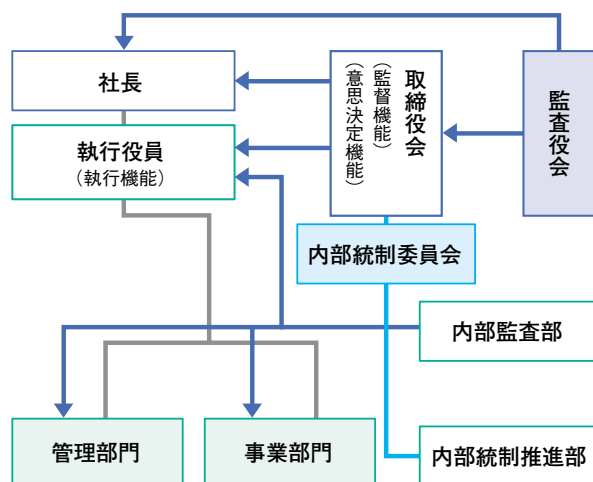 社長
執行役員
（執行機能）
取締役会
（監督機能）
（意思決定機能）
監査役会
内部統制委員会
内部監査部
管理部門
事業部門
内部統制推進部